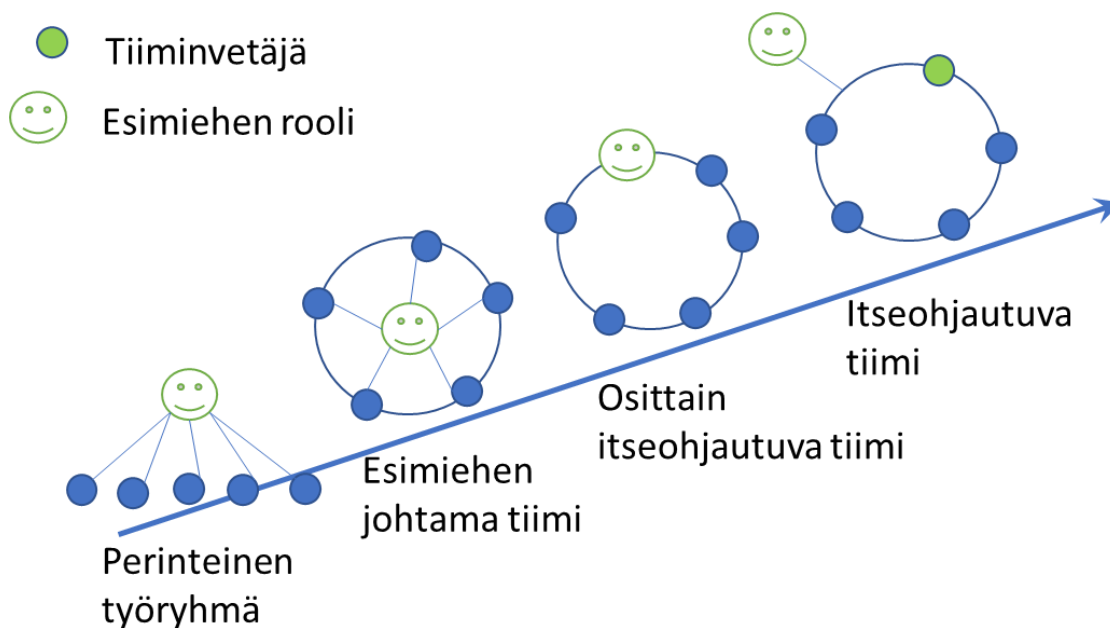 Tiiminvetäjä
Esimiehen rooli
Perinteinen
työryhmä
Esimiehen
johtama tiimi
Osittain
itseohjautuva tiimi
Itseohjautuva
tiimi